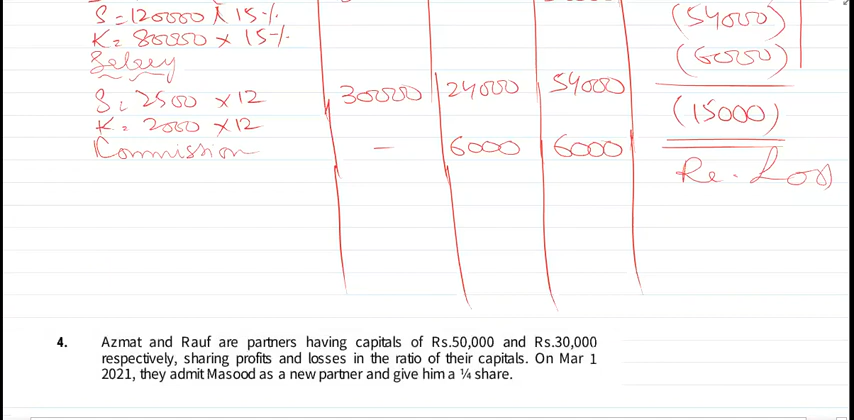 S = 120000 x 15%
(54000)
K = 80000 x 15%
(6000)
Salary
S = 2500 x 12 30000 24000 54000
(15000)
K = 2000 x 12
Commission - 6000 6000
Re. Loss
4. Azmat and Rauf are partners having capitals of Rs.50,000 and Rs.30,000
respectively, sharing profits and losses in the ratio of their capitals. On Mar 1
2021, they admit Masood as a new partner and give him a ¼ share.